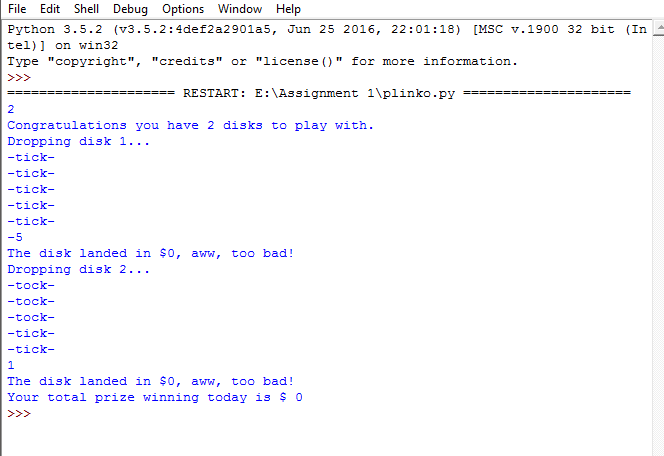 File Edit Shell Debug Options Window Help
Python 3.5.2 (v3.5.2:4def2a2901a5, Jun 25 2016, 22:01:18) [MSC v.1900 32 bit (In
tel)] on win32
Type "copyright", "credits" or "license()" for more information.
>>>
===================== RESTART: E:\Assignment 1\plinko.py =====================
2
Congratulations you have 2 disks to play with.
Dropping disk 1...
-tick-
-tick-
-tick-
-tick-
-tick-
-5
The disk landed in $0, aww, too bad!
Dropping disk 2...
-tock-
-tock-
-tock-
-tick-
-tick-
1
The disk landed in $0, aww, too bad!
Your total prize winning today is $ 0
>>>